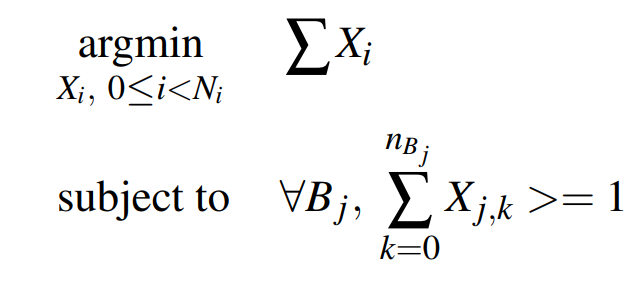 argmin ∑ X_i
X_i, 0≤i<N_i
n_{B_j}
subject to ∀B_j, ∑ X_{j,k} >= 1
k=0